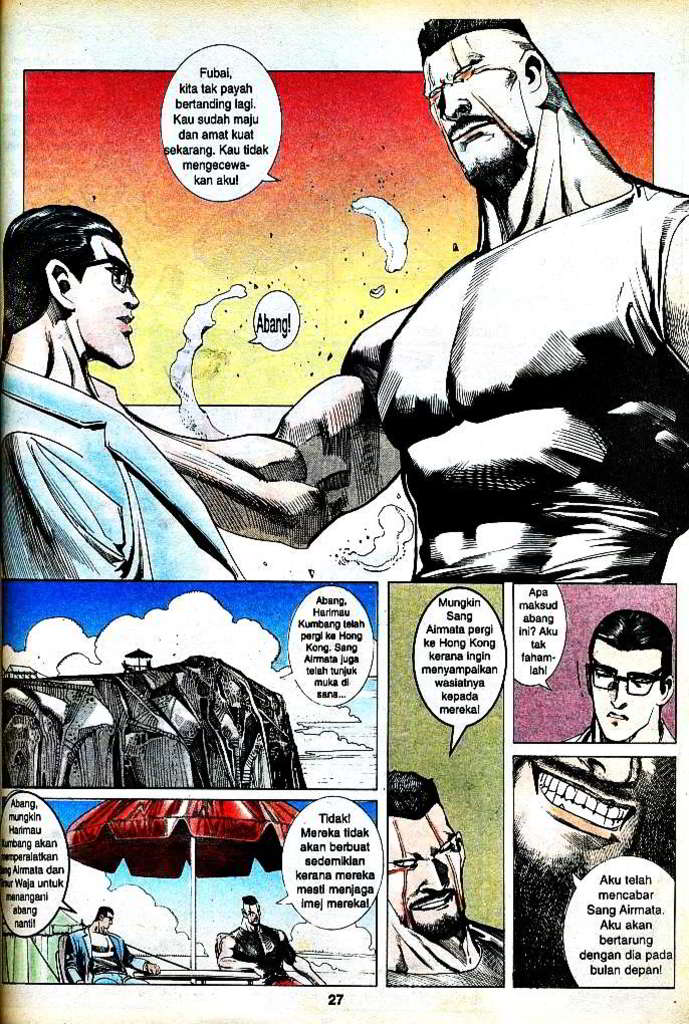 Fubai,
kita tak payah
bertanding lagi.
Kau sudah maju
dan amat kuat
sekarang. Kau tidak
mengecewa-
kan aku!
Abang!
Abang,
Harimau
Kumbang telah
pergi ke Hong
Kong. Sang
Airmata juga
telah tunjuk
muka di
sana...
Mungkin
Sang
Airmata pergi
ke Hong Kong
kerana ingin
menyampaikan
wasiatnya
kepada
mereka!
Apa
maksud
abang
ini? Aku
tak
faham-
lah!
Abang,
mungkin
Harimau
Kumbang akan
memperalatkan
Airmata dan
Waja untuk
menangani
abang
nanti!
Tidak!
Mereka tidak
akan berbuat
sedemikian
kerana mereka
mesti menjaga
imej mereka!
Aku telah
mencabar
Sang Airmata.
Aku akan
bertarung
dengan dia pada
bulan depan!
27